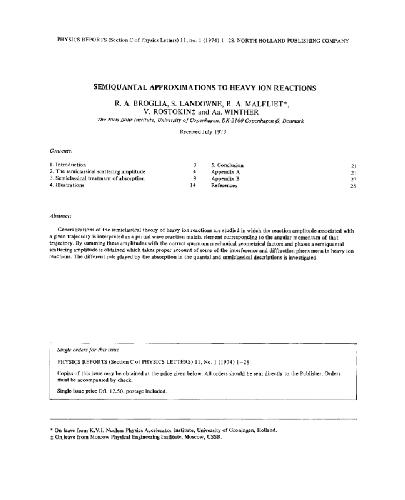 PHYSICS REPORTS (Section C of Physics Letters) 11, no. 1 (1974) 1–28. NORTH-HOLLAND PUBLISHING COMPANY
SEMIQUANTAL APPROXIMATIONS TO HEAVY ION REACTIONS
R. A. BROGLIA, S. LANDOWNE, R. A. MALFLIET*,
V. ROSTOKIN‡ and Aa. WINTHER
The Niels Bohr Institute, University of Copenhagen, DK-2100 Copenhagen Ø, Denmark
Received July 1973
Contents:
1. Introduction 3 5. Conclusion 21
2. The semiclassical scattering amplitude 4 Appendix A 21
3. Semiclassical treatment of absorption 8 Appendix B
4. Illustrations 14 References
Abstract:
Generalizations of the semiclassical theory of heavy ion reactions are studied in which the reaction amplitude associated with
a given trajectory is interpreted as a partial wave reaction matrix element corresponding to the angular momentum of that
trajectory. By summing these amplitudes with the correct quantum mechanical geometrical factors and phases a semiquantal
scattering amplitude is obtained which takes proper account of some of the interference and diffraction phenomena in heavy ion
reactions. The different role played by the absorption in the quantal and semiclassical descriptions is investigated.
Single orders for this issue
PHYSICS REPORTS (Section C of PHYSICS LETTERS) 11, No. 1 (1974) 1–28.
Copies of this issue may be obtained at the price given below. All orders should be sent directly to the Publisher. Orders
must be accompanied by check.
Single issue price Dfl. 12.50, postage included.
* On leave from K.V.I. Nuclear Physics Accelerator Institute, University of Groningen, Holland.
‡ On leave from Moscow Physical Engineering Institute, Moscow, USSR.